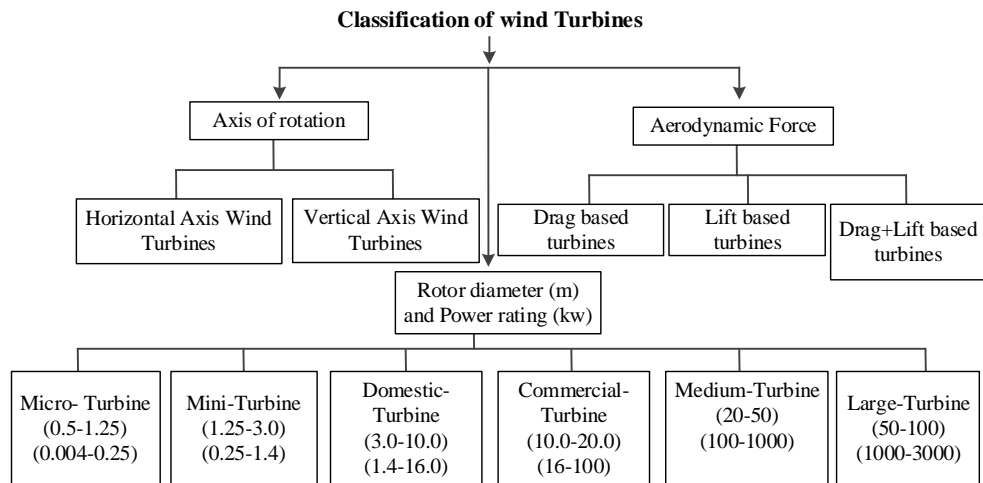 Classification of wind Turbines
Axis of rotation
Aerodynamic Force
Horizontal Axis Wind
Turbines
Vertical Axis Wind
Turbines
Drag based
turbines
Lift based
turbines
Drag+Lift based
turbines
Rotor diameter (m)
and Power rating (kw)
Micro- Turbine
(0.5-1.25)
(0.004-0.25)
Mini-Turbine
(1.25-3.0)
(0.25-1.4)
Domestic-
Turbine
(3.0-10.0)
(1.4-16.0)
Commercial-
Turbine
(10.0-20.0)
(16-100)
Medium-Turbine
(20-50)
(100-1000)
Large-Turbine
(50-100)
(1000-3000)